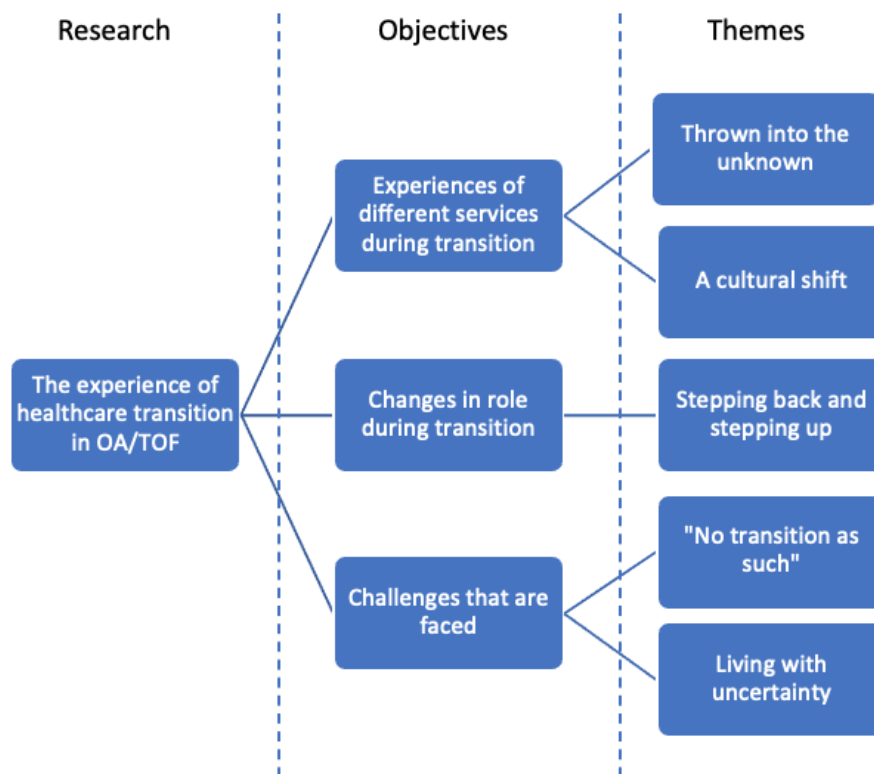 Research
Objectives
Themes
The experience of
healthcare transition
in OA/TOF
Experiences of
different services
during transition
Changes in role
during transition
Challenges that are
faced
Thrown into the
unknown
A cultural shift
Stepping back and
stepping up
"No transition as
such"
Living with
uncertainty